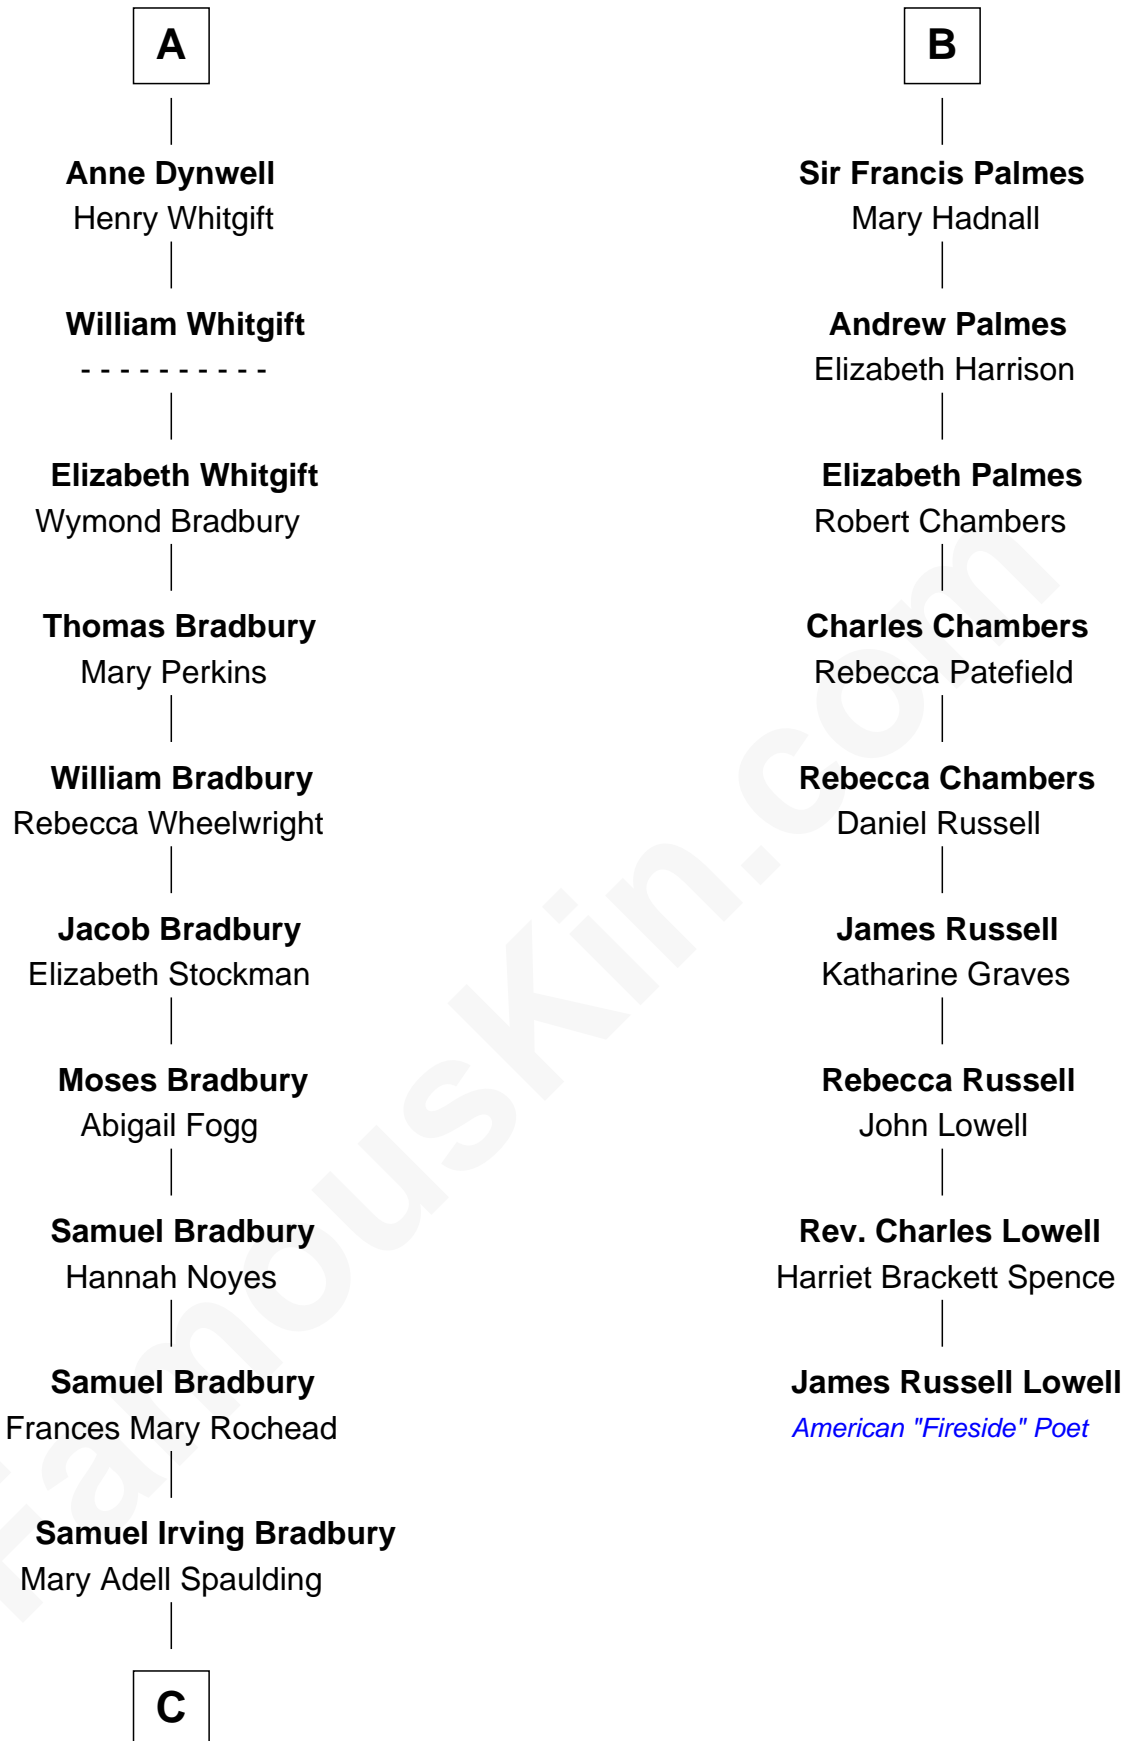 A
Anne Dynwell
Henry Whitgift
William Whitgift
- - - - - - - - - -
Elizabeth Whitgift
Wymond Bradbury
Thomas Bradbury
Mary Perkins
William Bradbury
Rebecca Wheelwright
Jacob Bradbury
Elizabeth Stockman
Moses Bradbury
Abigail Fogg
Samuel Bradbury
Hannah Noyes
Samuel Bradbury
Frances Mary Rochead
Samuel Irving Bradbury
Mary Adell Spaulding
C
B
Sir Francis Palmes
Mary Hadnall
Andrew Palmes
Elizabeth Harrison
Elizabeth Palmes
Robert Chambers
Charles Chambers
Rebecca Patefield
Rebecca Chambers
Daniel Russell
James Russell
Katharine Graves
Rebecca Russell
John Lowell
Rev. Charles Lowell
Harriet Brackett Spence
James Russell Lowell
American "Fireside" Poet
FamousKin.com